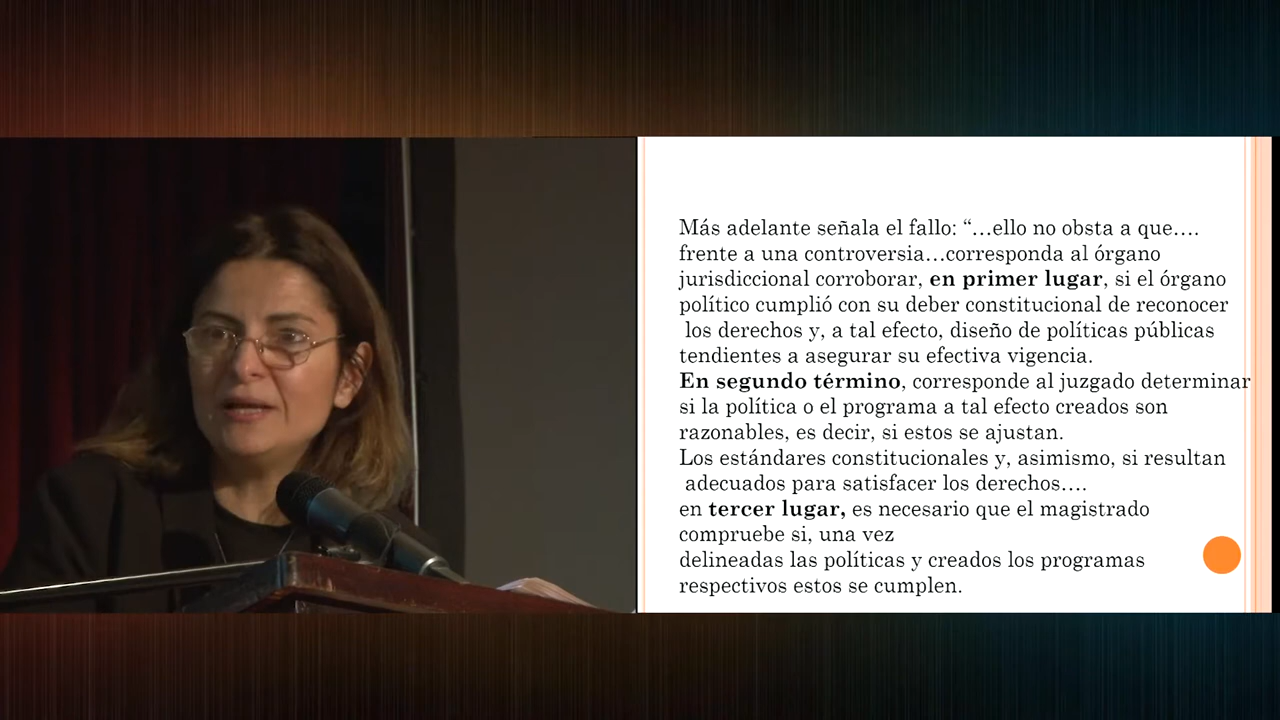 Más adelante señala el fallo: “…ello no obsta a que….
frente a una controversia…corresponda al órgano
jurisdiccional corroborar, en primer lugar, si el órgano
político cumplió con su deber constitucional de reconocer
los derechos y, a tal efecto, diseño de políticas públicas
tendientes a asegurar su efectiva vigencia.
En segundo término, corresponde al juzgado determinar
si la política o el programa a tal efecto creados son
razonables, es decir, si estos se ajustan.
Los estándares constitucionales y, asimismo, si resultan
adecuados para satisfacer los derechos….
en tercer lugar, es necesario que el magistrado
compruebe si, una vez
delineadas las políticas y creados los programas
respectivos estos se cumplen.